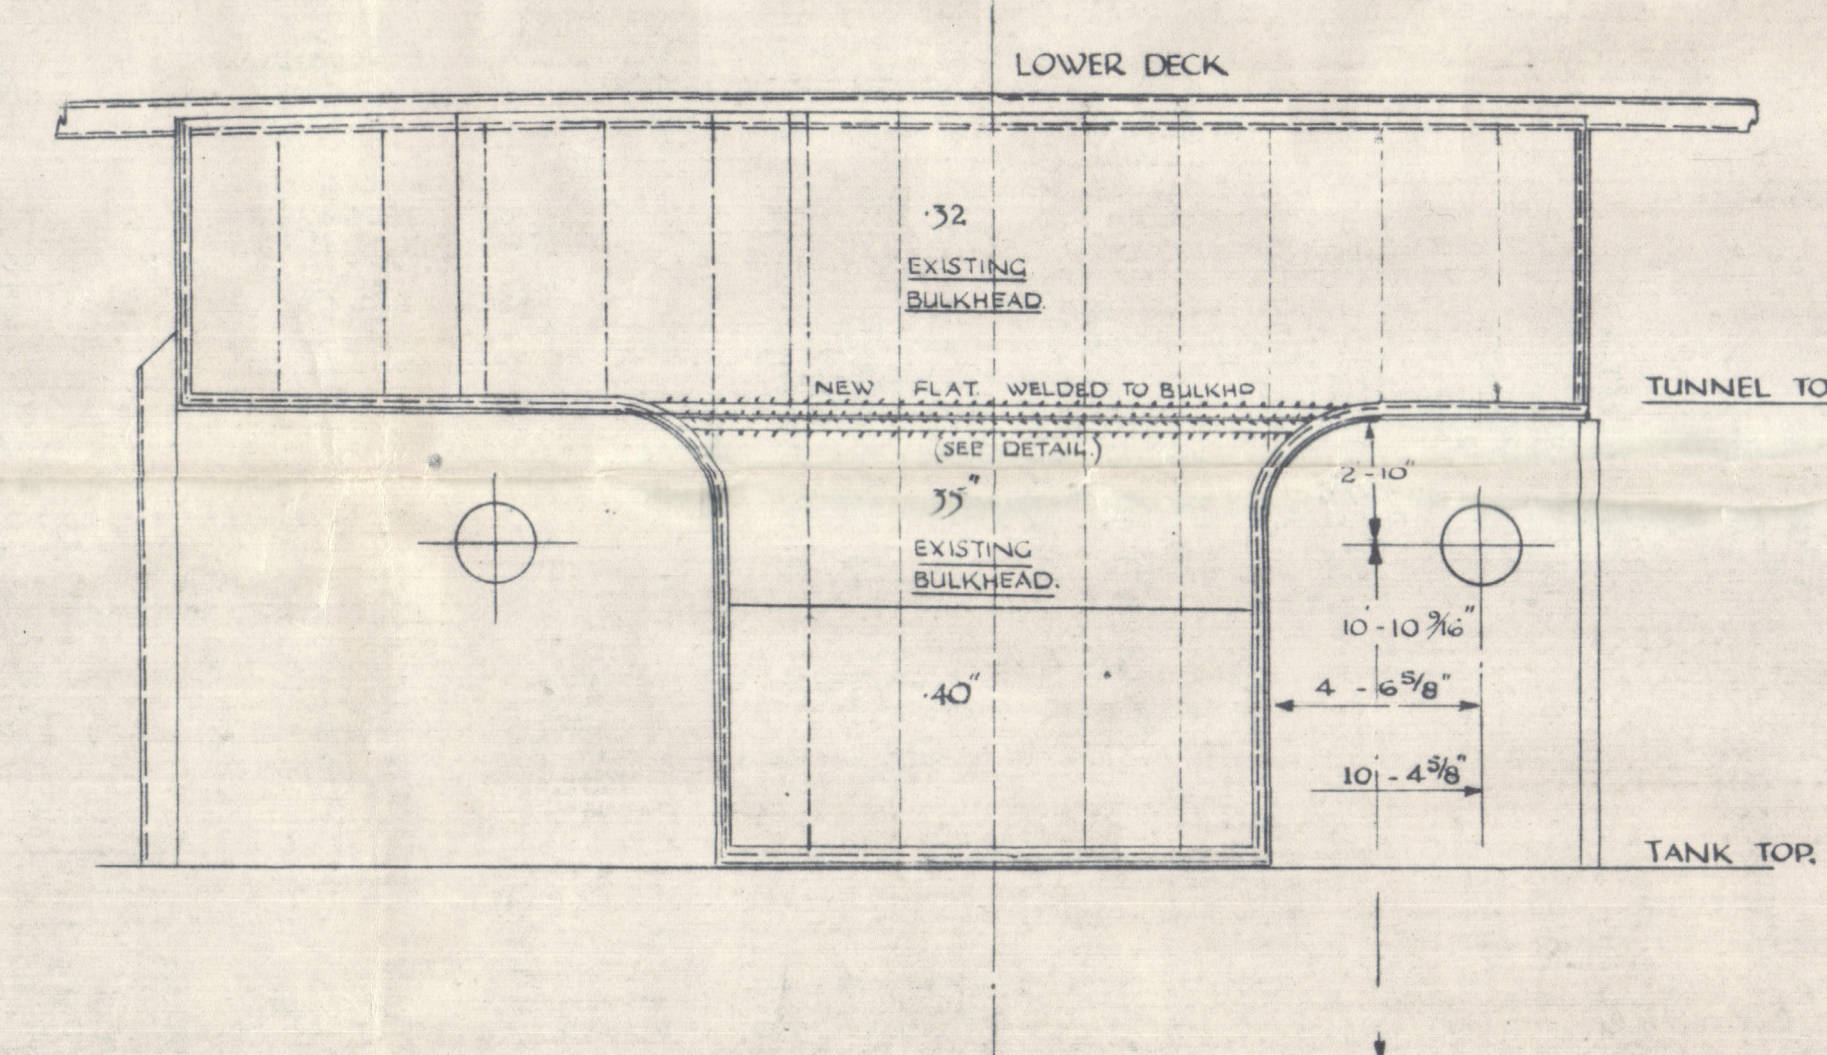 LOWER DECK
·32
EXISTING
BULKHEAD.
NEW FLAT. WELDED TO BULKHD
TUNNEL TO
(SEE DETAIL.)
2'-10"
35"
EXISTING
BULKHEAD.
10'-10 9/16"
·40"
4 - 6 5/8"
10 - 4 5/8"
TANK TOP.